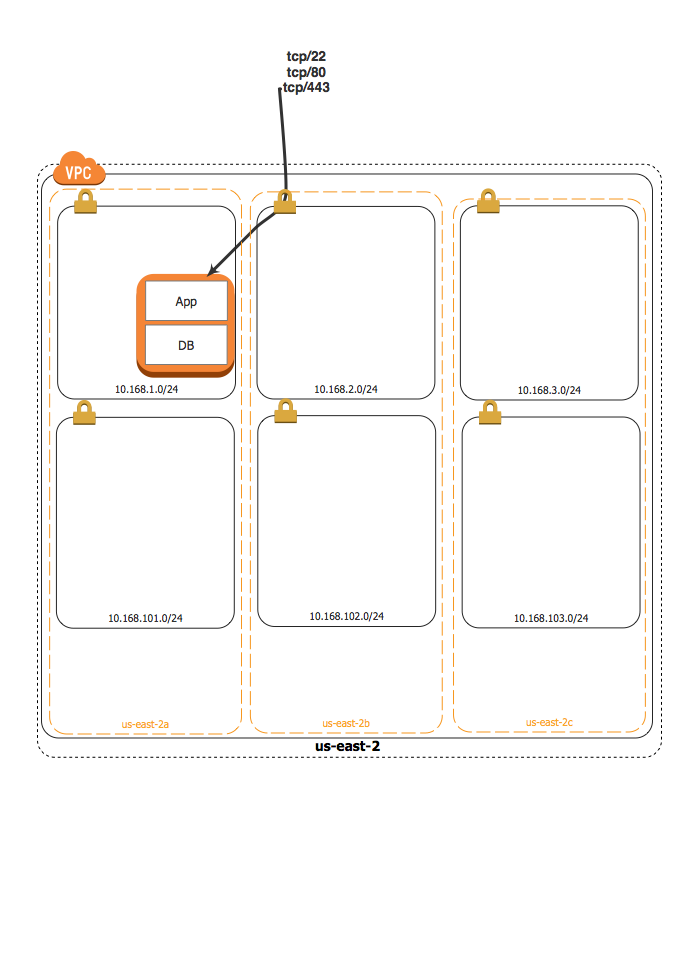 tcp/22
tcp/80
tcp/443
VPC
App
DB
10.168.1.0/24
10.168.2.0/24
10.168.3.0/24
10.168.101.0/24
10.168.102.0/24
10.168.103.0/24
us-east-2a
us-east-2b
us-east-2c
us-east-2